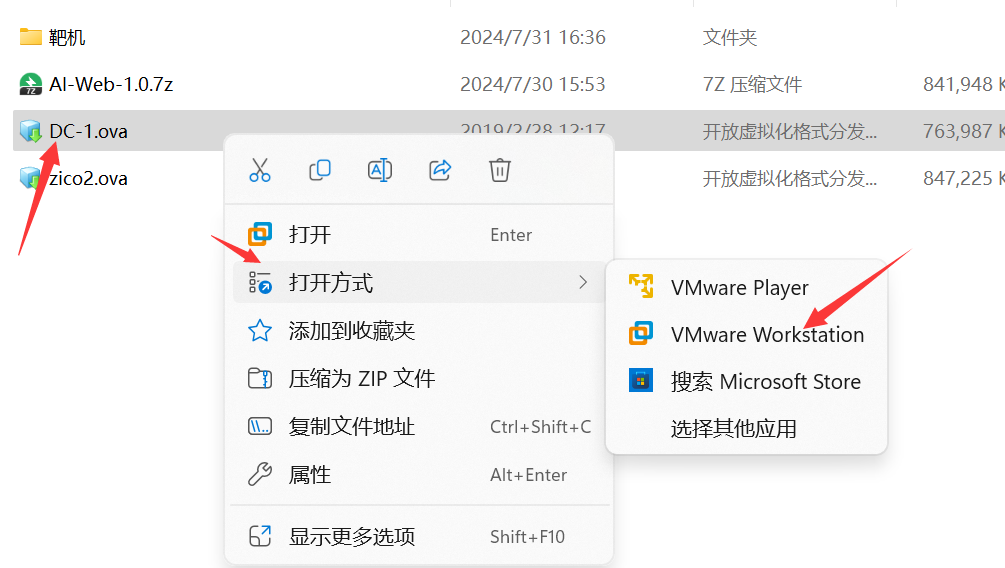 靶机 2024/7/31 16:36 文件夹
AI-Web-1.0.7z 2024/7/30 15:53 7Z 压缩文件 841,948 K
DC-1.ova 2019/2/28 12:17 开放虚拟化格式分发... 763,987 K
zico2.ova 开放虚拟化格式分发... 847,225 K
打开 Enter
打开方式
添加到收藏夹
压缩为 ZIP 文件
复制文件地址 Ctrl+Shift+C
属性 Alt+Enter
显示更多选项 Shift+F10
VMware Player
VMware Workstation
搜索 Microsoft Store
选择其他应用